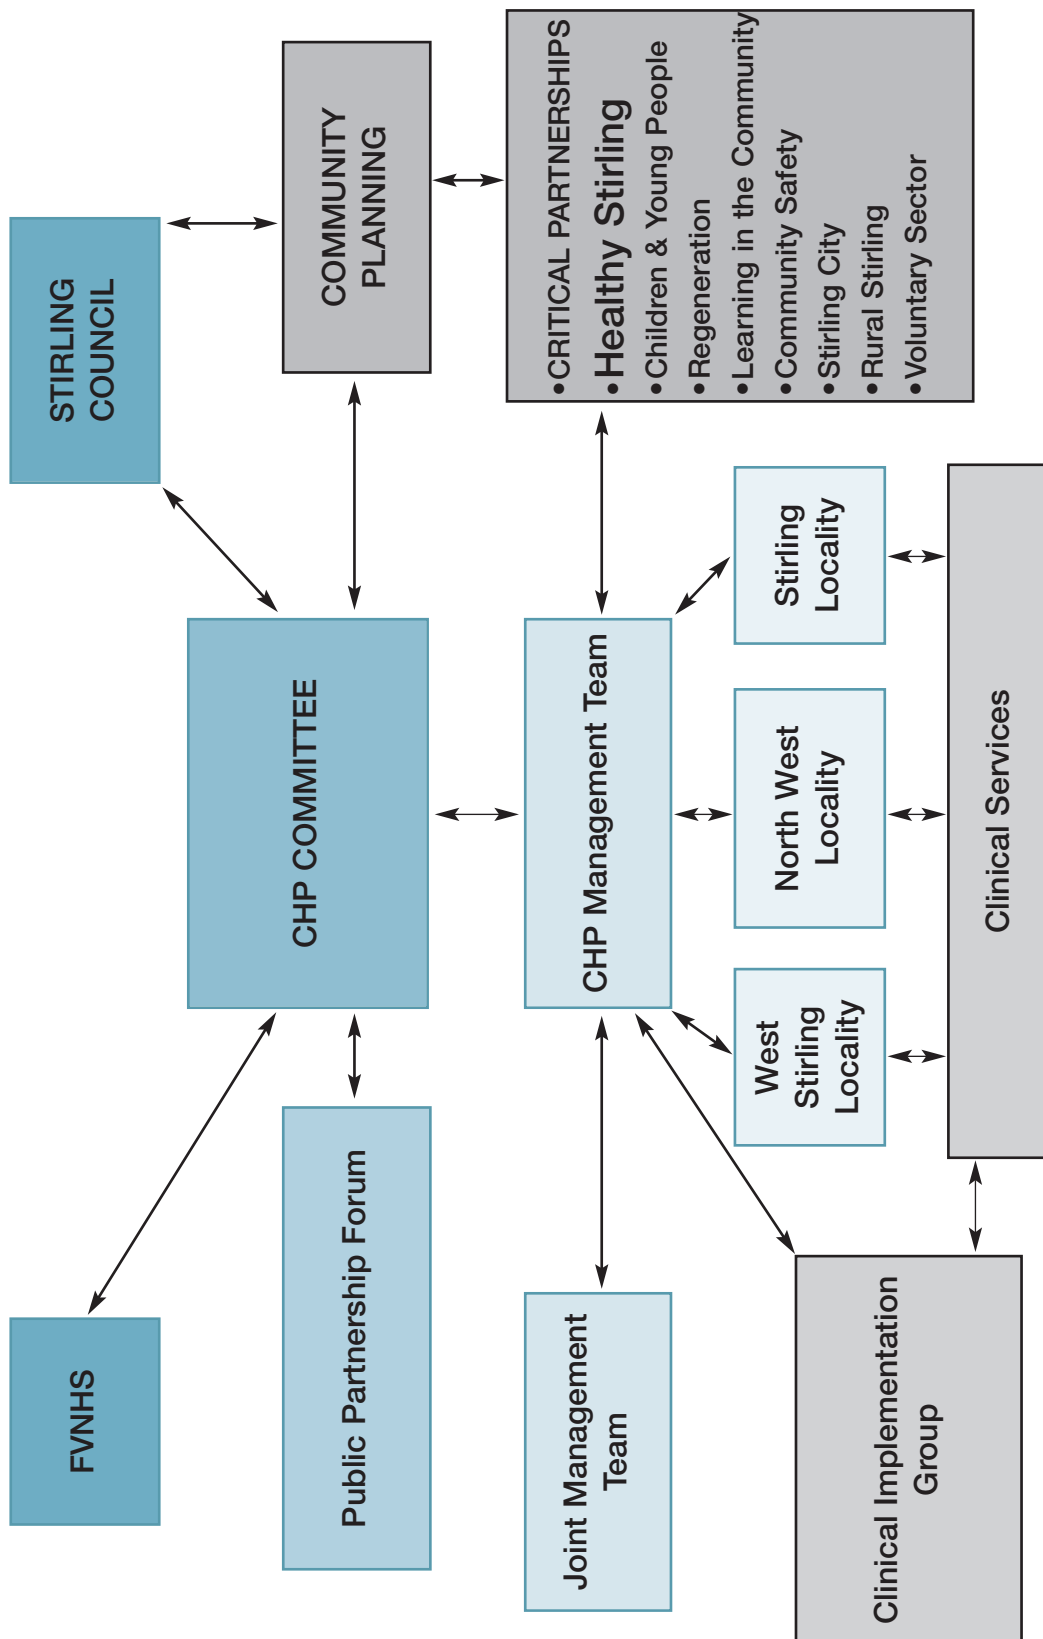 FVNHS
STIRLING
COUNCIL
CHP COMMITTEE
Public Partnership Forum
COMMUNITY
PLANNING
Joint Management
Team
CHP Management Team
• CRITICAL PARTNERSHIPS
• Healthy Stirling
• Children & Young People
• Regeneration
• Learning in the Community
• Community Safety
• Stirling City
• Rural Stirling
• Voluntary Sector
West
Stirling
Locality
North West
Locality
Stirling
Locality
Clinical Implementation
Group
Clinical Services